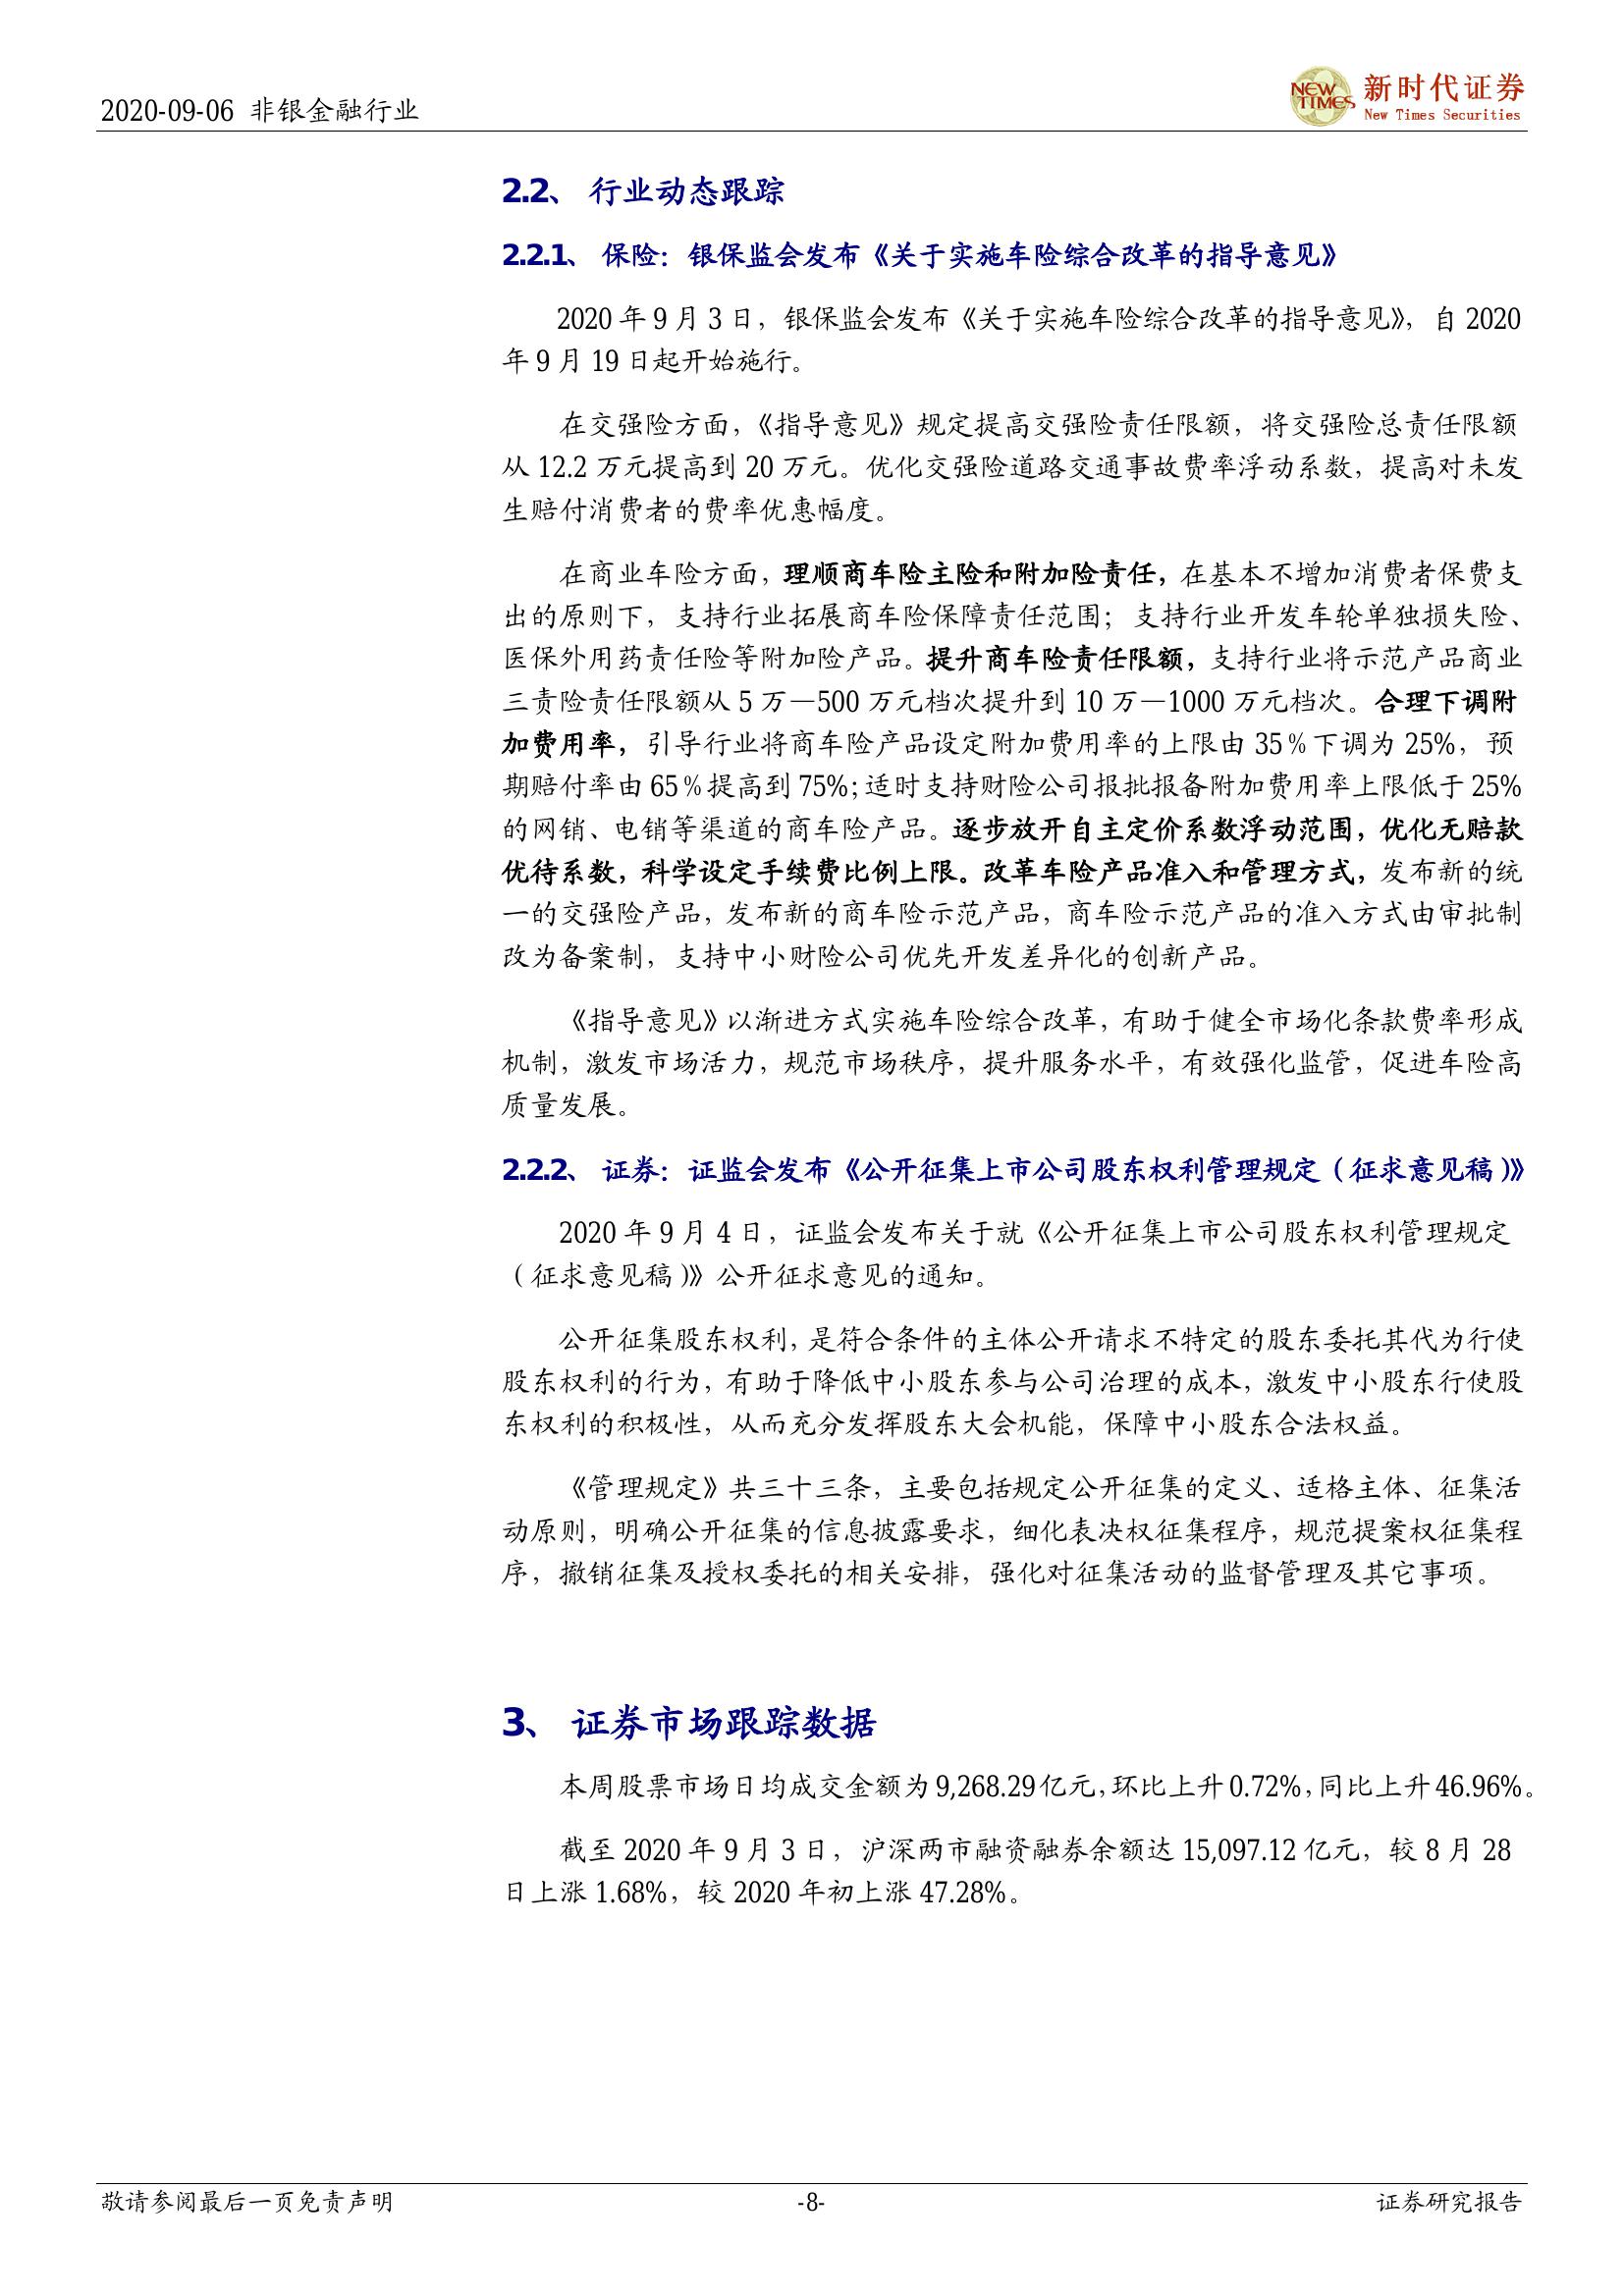 2020-09-06 非银金融行业
NEW TIMES 新时代证券
New Times Securities
2.2、 行业动态跟踪
2.2.1、 保险：银保监会发布《关于实施车险综合改革的指导意见》
2020 年 9 月 3 日，银保监会发布《关于实施车险综合改革的指导意见》，自 2020
年 9 月 19 日起开始施行。
在交强险方面，《指导意见》规定提高交强险责任限额，将交强险总责任限额
从 12.2 万元提高到 20 万元。优化交强险道路交通事故费率浮动系数，提高对未发
生赔付消费者的费率优惠幅度。
在商业车险方面，理顺商车险主险和附加险责任，在基本不增加消费者保费支
出的原则下，支持行业拓展商车险保障责任范围；支持行业开发车轮单独损失险、
医保外用药责任险等附加险产品。提升商车险责任限额，支持行业将示范产品商业
三责险责任限额从 5 万—500 万元档次提升到 10 万—1000 万元档次。合理下调附
加费用率，引导行业将商车险产品设定附加费用率的上限由 35％下调为 25%，预
期赔付率由 65％提高到 75%；适时支持财险公司报批报备附加费用率上限低于 25%
的网销、电销等渠道的商车险产品。逐步放开自主定价系数浮动范围，优化无赔款
优待系数，科学设定手续费比例上限。改革车险产品准入和管理方式，发布新的统
一的交强险产品，发布新的商车险示范产品，商车险示范产品的准入方式由审批制
改为备案制，支持中小财险公司优先开发差异化的创新产品。
《指导意见》以渐进方式实施车险综合改革，有助于健全市场化条款费率形成
机制，激发市场活力，规范市场秩序，提升服务水平，有效强化监管，促进车险高
质量发展。
2.2.2、 证券：证监会发布《公开征集上市公司股东权利管理规定（征求意见稿）》
2020 年 9 月 4 日，证监会发布关于就《公开征集上市公司股东权利管理规定
（征求意见稿）》公开征求意见的通知。
公开征集股东权利，是符合条件的主体公开请求不特定的股东委托其代为行使
股东权利的行为，有助于降低中小股东参与公司治理的成本，激发中小股东行使股
东权利的积极性，从而充分发挥股东大会机能，保障中小股东合法权益。
《管理规定》共三十三条，主要包括规定公开征集的定义、适格主体、征集活
动原则，明确公开征集的信息披露要求，细化表决权征集程序，规范提案权征集程
序，撤销征集及授权委托的相关安排，强化对征集活动的监督管理及其它事项。
3、 证券市场跟踪数据
本周股票市场日均成交金额为 9,268.29 亿元，环比上升 0.72%，同比上升 46.96%。
截至 2020 年 9 月 3 日，沪深两市融资融券余额达 15,097.12 亿元，较 8 月 28
日上涨 1.68%，较 2020 年初上涨 47.28%。
敬请参阅最后一页免责声明 -8- 证券研究报告